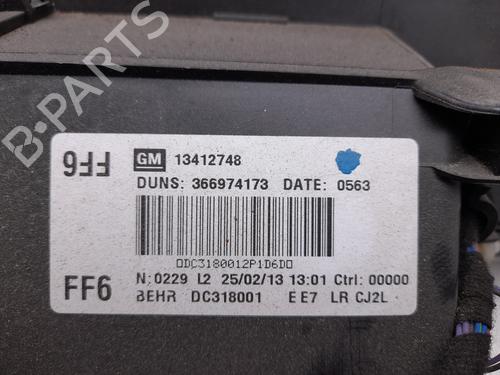 FF6
GM 13412748
DUNS: 366974173 DATE: 0563
0DC3180012P1D6D0
FF6
N:0229 L2 25/02/13 13:01 Ctrl: 00000
BEHR DC318001 E E7 LR CJ2L
B-PARTS